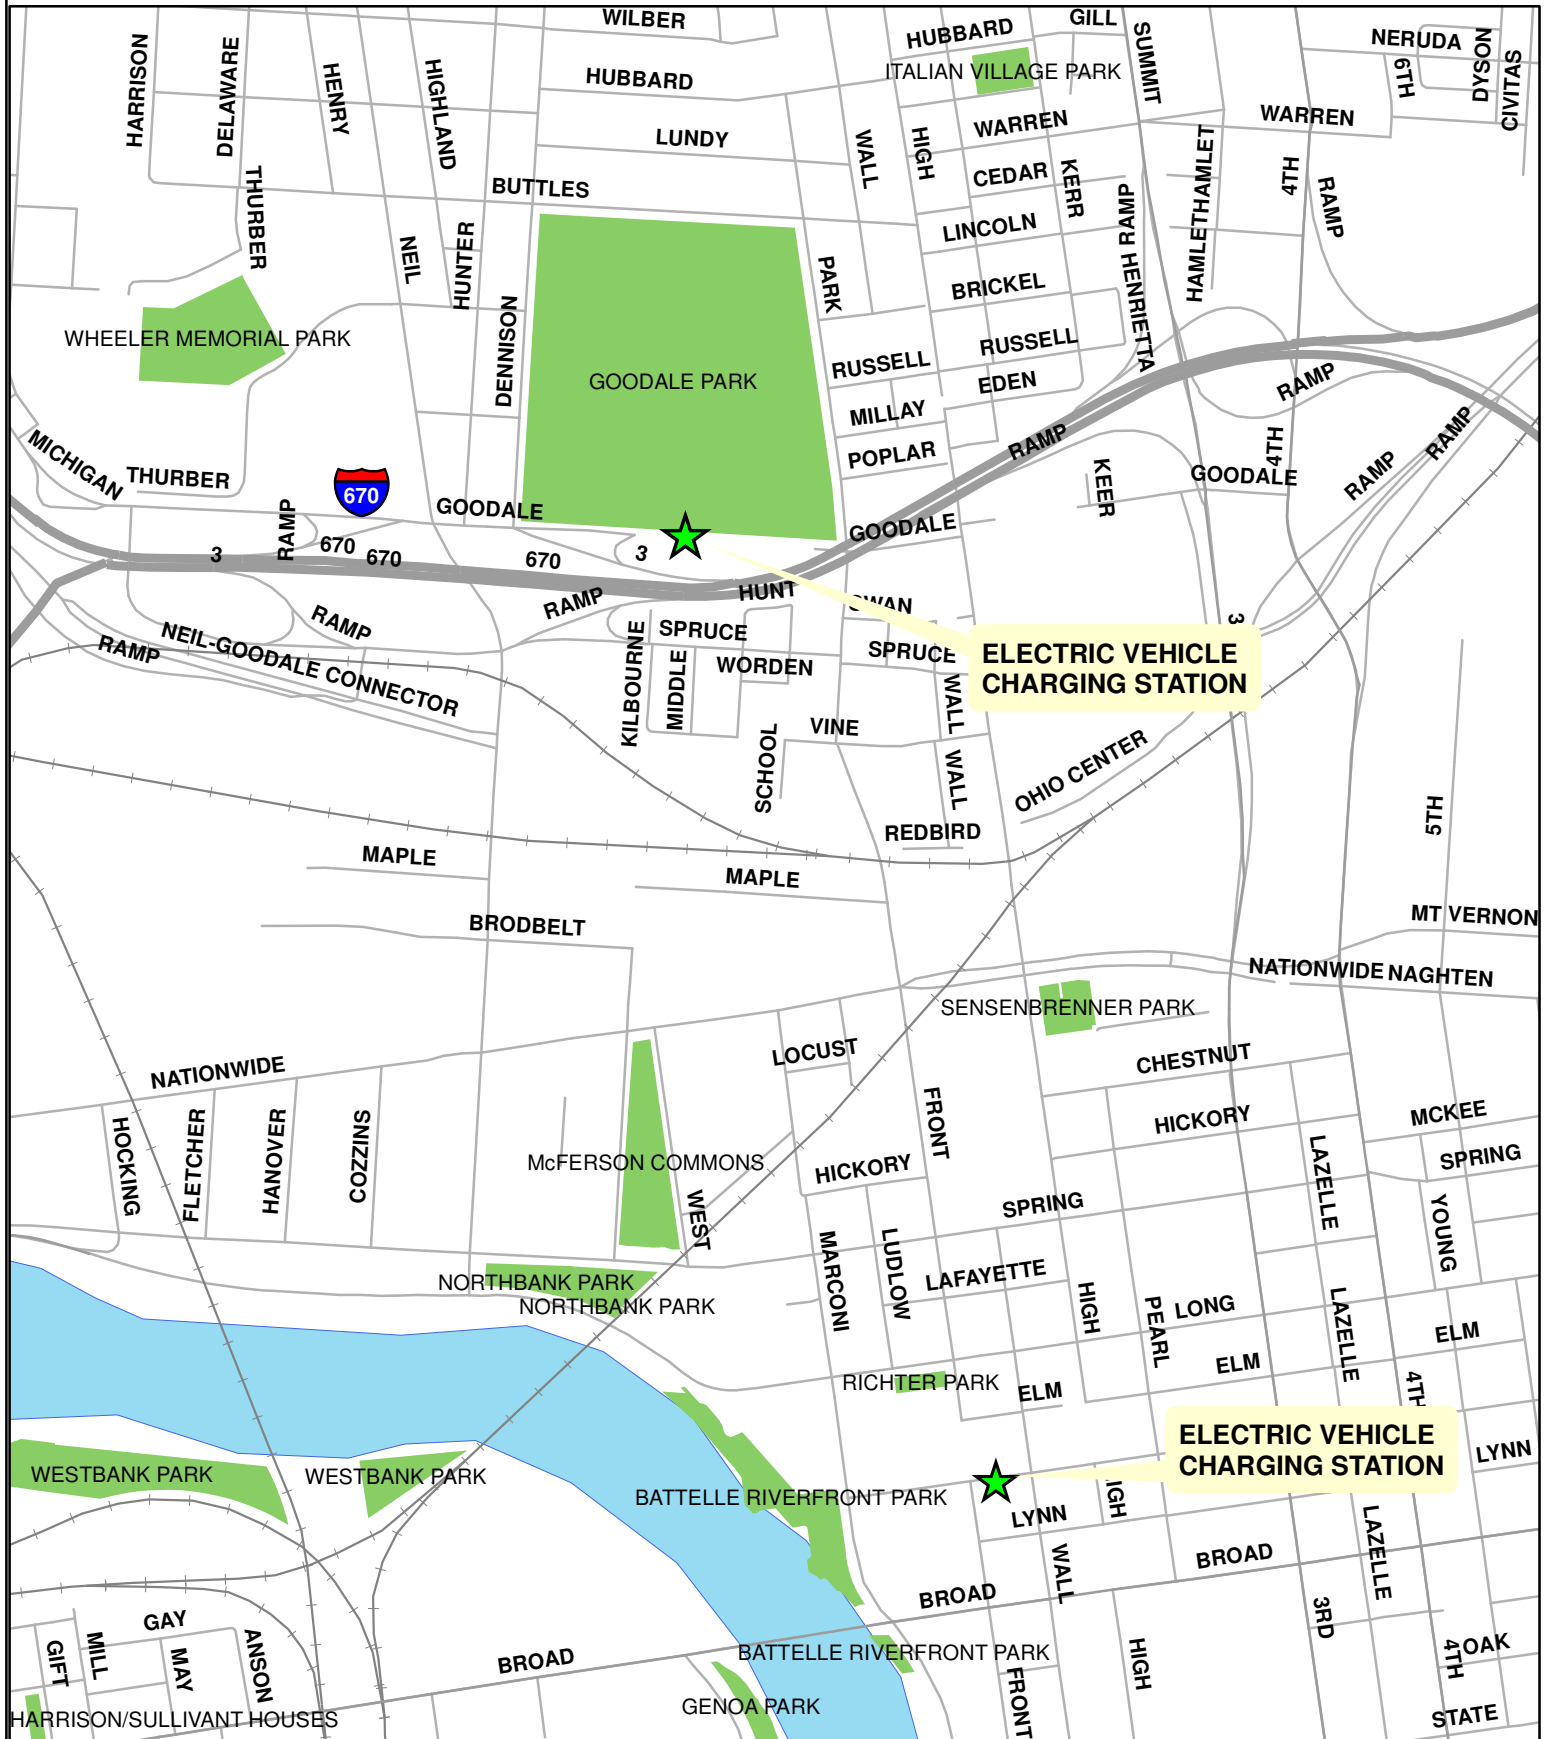 WILBER
HUBBARD
GILL
SUMMIT
NERUDA
6TH
DYSON
CIVITAS
HARRISON
DELAWARE
HENRY
HIGHLAND
HUBBARD
ITALIAN VILLAGE PARK
LUNDY
WALL
HIGH
WARREN
WARREN
CEDAR
KERR
HAMLET
HAMLET
4TH
RAMP
THURBER
BUTTLES
LINCOLN
RAMP
HENRIETTA
NEIL
HUNTER
PARK
BRICKEL
WHEELER MEMORIAL PARK
DENNISON
GOODALE PARK
RUSSELL
RUSSELL
EDEN
RAMP
MILLAY
POPLAR
RAMP
4TH
RAMP
RAMP
MICHIGAN
THURBER
670
GOODALE
KEER
GOODALE
RAMP
GOODALE
3
670
670
670
3
HUNT
RAMP
RAMP
SPRUCE
SPRUCE
3
NEIL-GOODALE CONNECTOR
RAMP
KILBOURNE
MIDDLE
WORDEN
ELECTRIC VEHICLE
CHARGING STATION
WALL
SCHOOL
VINE
WALL
OHIO CENTER
5TH
REDBIRD
MAPLE
MAPLE
BRODBELT
MT VERNON
NATIONWIDE
NAGHTEN
SENSENBRENNER PARK
NATIONWIDE
LOCUST
CHESTNUT
HOCKING
FLETCHER
HANOVER
COZZINS
FRONT
HICKORY
MCKEE
McFERSON COMMONS
HICKORY
LAZELLE
SPRING
WEST
SPRING
YOUNG
MARCONI
LUDLOW
LAFAYETTE
NORTHBANK PARK
NORTHBANK PARK
HIGH
PEARL
LONG
LAZELLE
ELM
RICHTER PARK
ELM
ELM
4TH
ELECTRIC VEHICLE
CHARGING STATION
LYNN
WESTBANK PARK
WESTBANK PARK
BATTELLE RIVERFRONT PARK
LYNN
LAZELLE
WALL
BROAD
BROAD
3RD
GAY
GIFT
MILL
MAY
ANSON
BROAD
BATTELLE RIVERFRONT PARK
HIGH
4TH
OAK
FRONT
GENOA PARK
HARRISON/SULLIVANT HOUSES
STATE